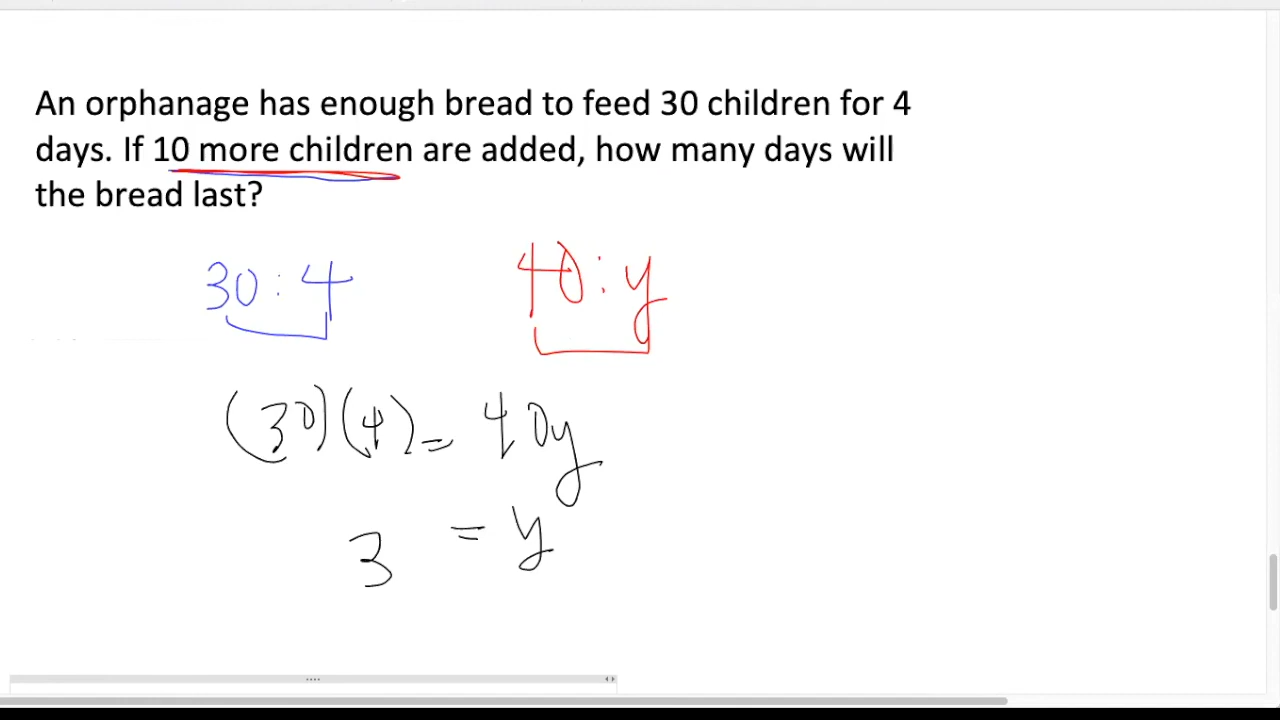 An orphanage has enough bread to feed 30 children for 4
days. If 10 more children are added, how many days will
the bread last?
30 : 4 40 : y
(30)(4) = 40y
3 = y